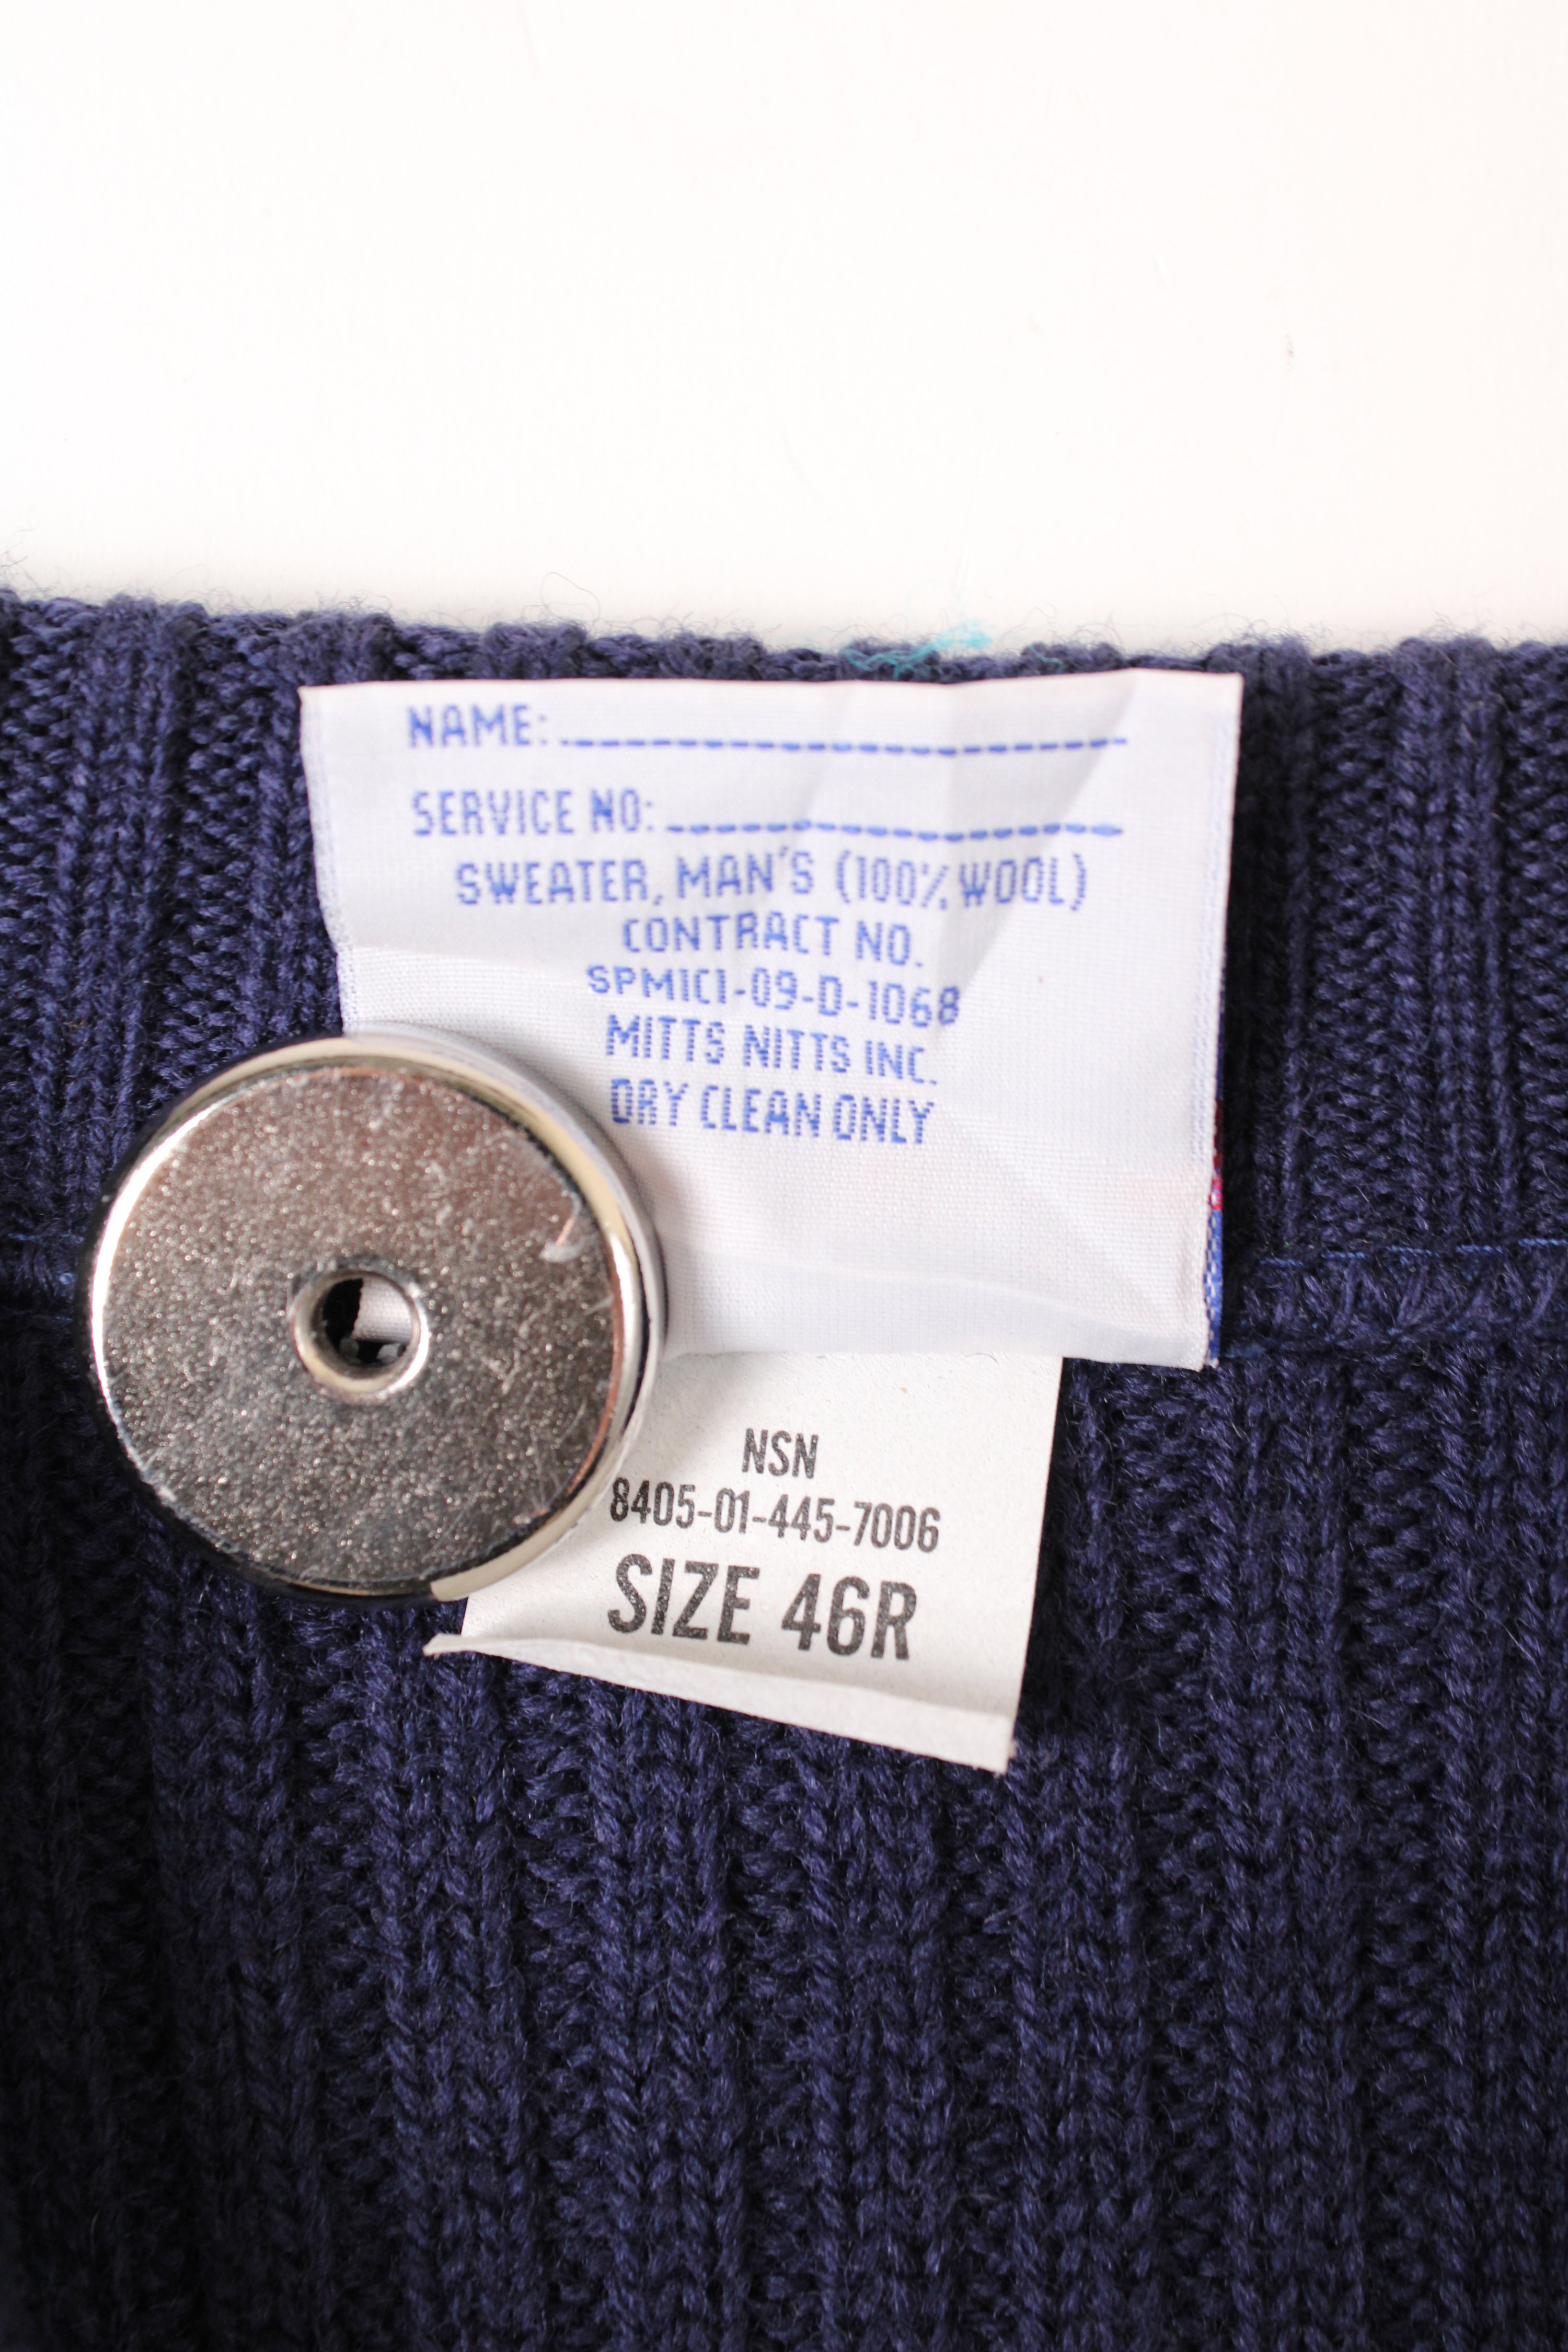 NAME:
SERVICE NO:
SWEATER, MAN'S (100% WOOL)
CONTRACT NO.
SPM1C1-09-D-1068
MITTS NITTS INC.
DRY CLEAN ONLY
NSN
8405-01-445-7006
SIZE 46R